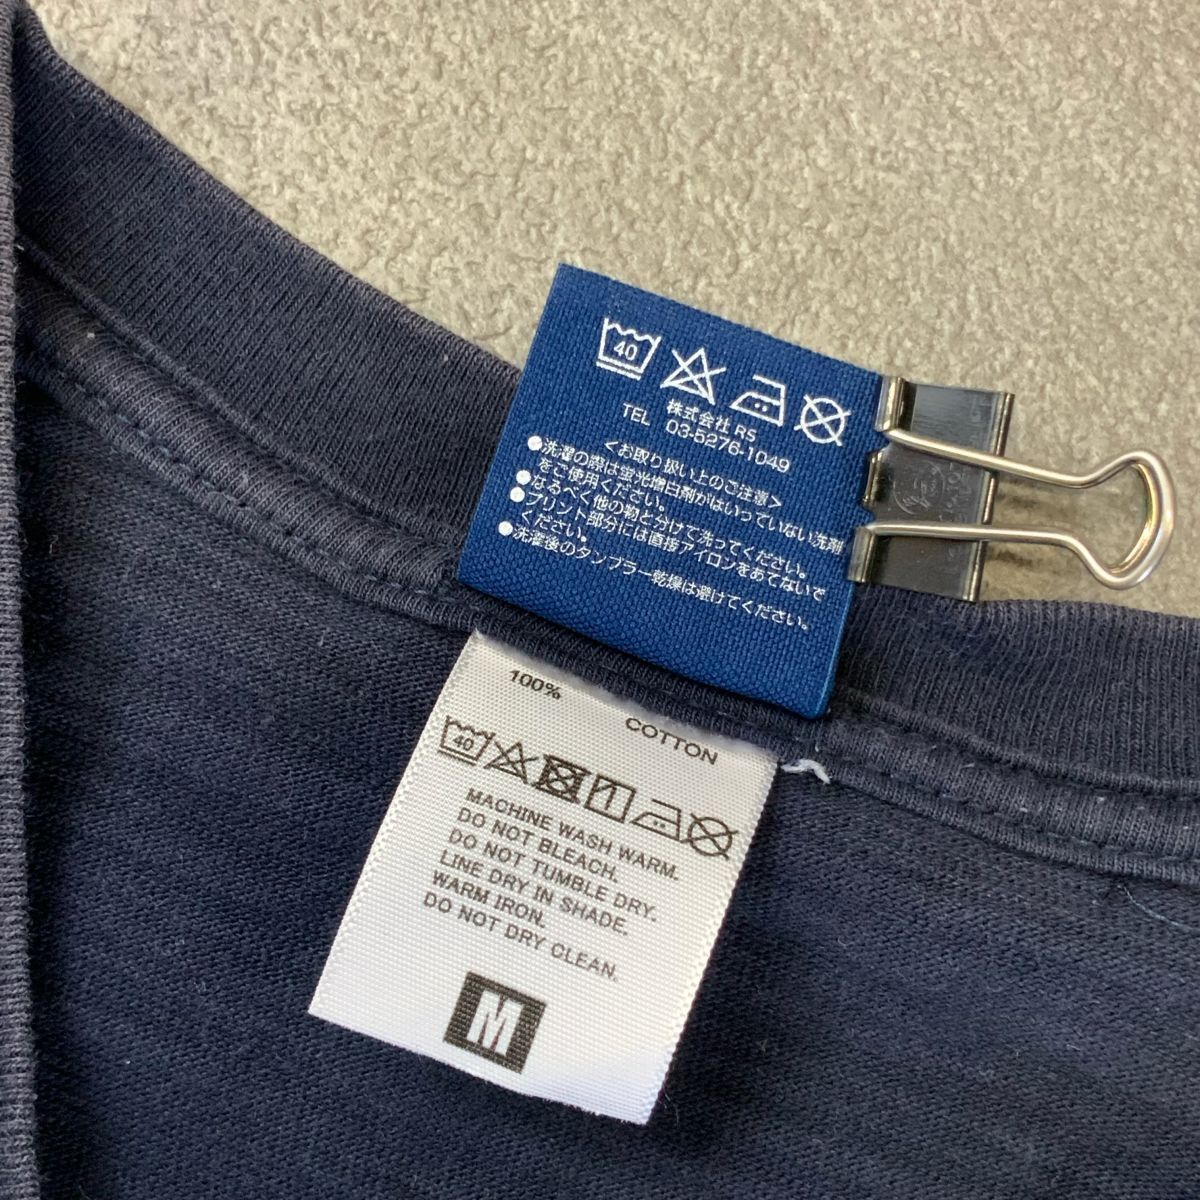 40
株式会社 RS
TEL 03-5276-1049
<お取り扱い上のご注意>
●洗濯の際は蛍光増白剤がはいっていない洗剤
をご使用ください。
●なるべく他の物と分けて洗ってください。
●プリント部分には直接アイロンをあてないで
ください。
●洗濯後のタンブラー乾燥は避けてください。
100%
COTTON
40
MACHINE WASH WARM.
DO NOT BLEACH.
DO NOT TUMBLE DRY.
LINE DRY IN SHADE.
WARM IRON.
DO NOT DRY CLEAN.
M